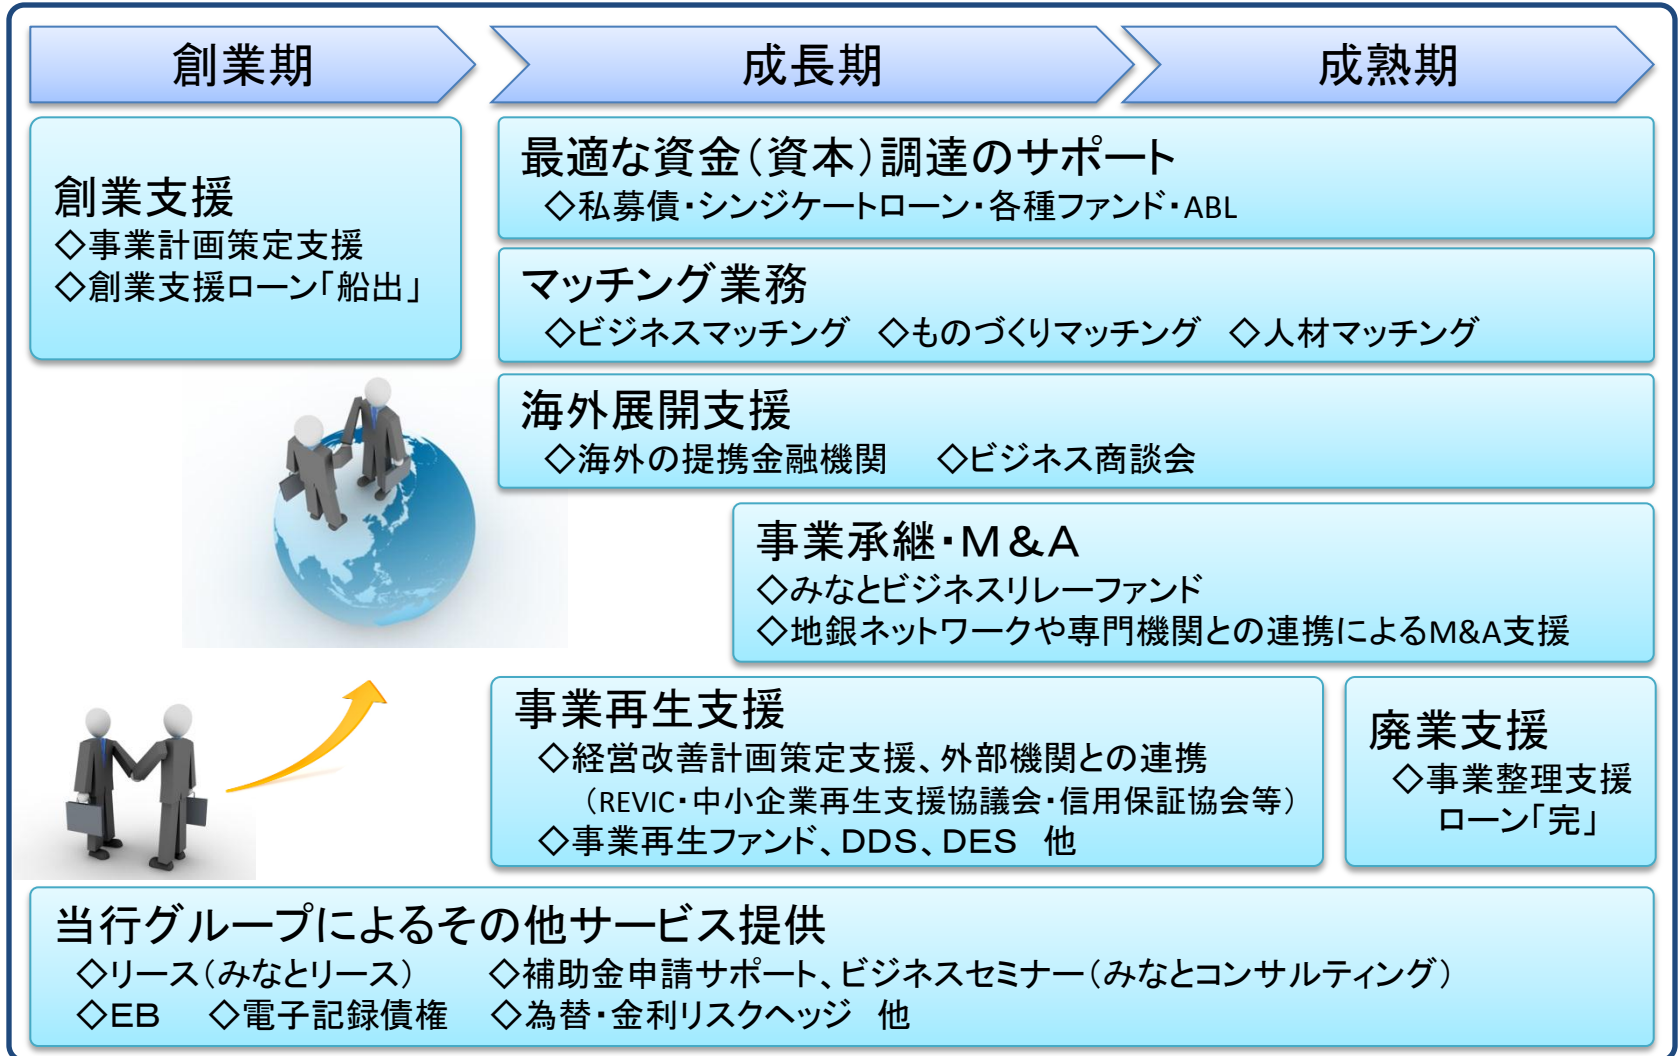 創業期
成長期
成熟期
創業支援
◇事業計画策定支援
◇創業支援ローン「船出」
最適な資金(資本)調達のサポート
◇私募債・シンジケートローン・各種ファンド・ABL
マッチング業務
◇ビジネスマッチング ◇ものづくりマッチング ◇人材マッチング
海外展開支援
◇海外の提携金融機関 ◇ビジネス商談会
事業承継・M&A
◇みなとビジネスリレーファンド
◇地銀ネットワークや専門機関との連携によるM&A支援
事業再生支援
◇経営改善計画策定支援、外部機関との連携
(REVIC・中小企業再生支援協議会・信用保証協会等)
◇事業再生ファンド、DDS、DES 他
廃業支援
◇事業整理支援
ローン「完」
当行グループによるその他サービス提供
◇リース(みなとリース) ◇補助金申請サポート、ビジネスセミナー(みなとコンサルティング)
◇EB ◇電子記録債権 ◇為替・金利リスクヘッジ 他